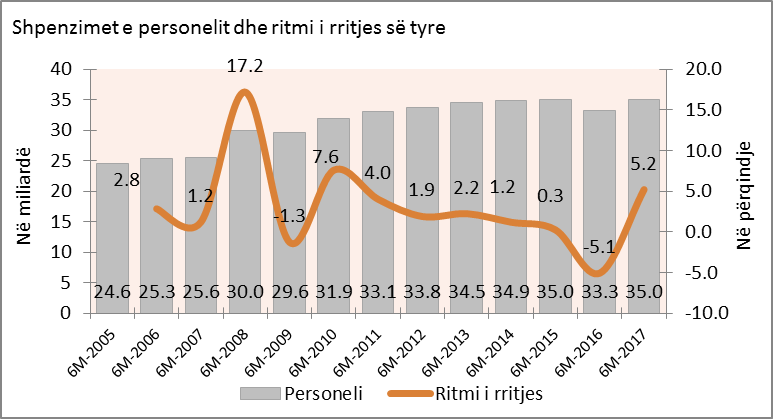 Shpenzimet e personelit dhe ritmi i rritjes së tyre
Në miliardë
40
35
30
25
20
15
10
5
0
20.0
15.0
10.0
5.0
0.0
-5.0
-10.0
Në përqindje
2.8
1.2
17.2
-1.3
7.6
4.0
1.9
2.2
1.2
0.3
-5.1
5.2
24.6 25.3 25.6 30.0 29.6 31.9 33.1 33.8 34.5 34.9 35.0 33.3 35.0
6M-2005
6M-2006
6M-2007
6M-2008
6M-2009
6M-2010
6M-2011
6M-2012
6M-2013
6M-2014
6M-2015
6M-2016
6M-2017
Personeli
Ritmi i rritjes